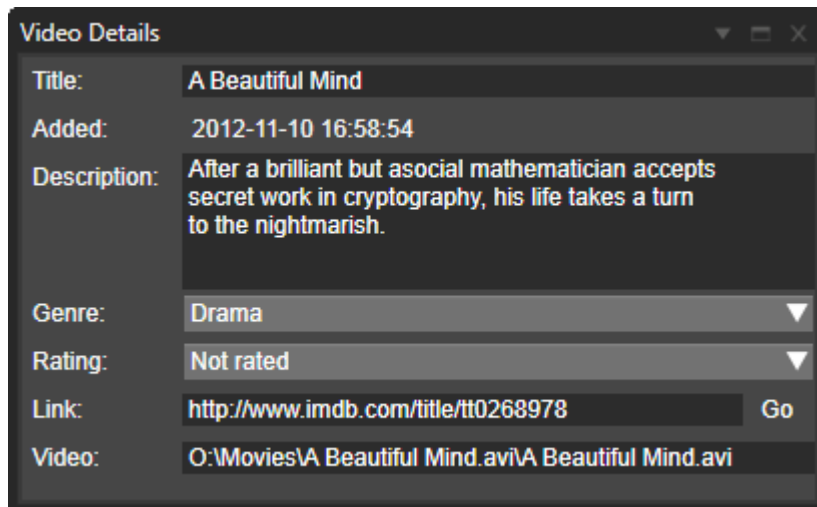 Video Details
Title: A Beautiful Mind
Added: 2012-11-10 16:58:54
Description: After a brilliant but asocial mathematician accepts
secret work in cryptography, his life takes a turn
to the nightmarish.
Genre: Drama
Rating: Not rated
Link: http://www.imdb.com/title/tt0268978 Go
Video: O:\Movies\A Beautiful Mind.avi\A Beautiful Mind.avi